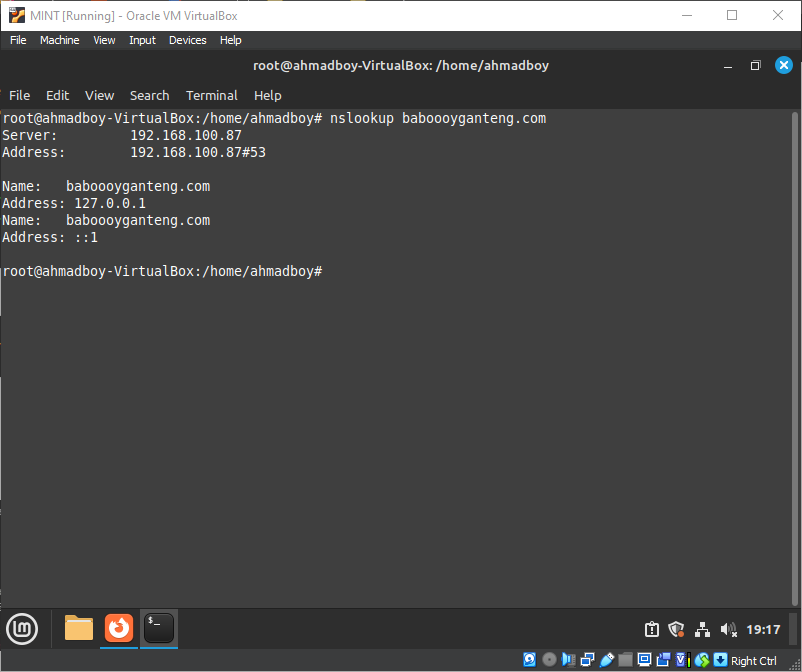 MINT [Running] - Oracle VM VirtualBox
File Machine View Input Devices Help
root@ahmadboy-VirtualBox: /home/ahmadboy
File Edit View Search Terminal Help
root@ahmadboy-VirtualBox:/home/ahmadboy# nslookup baboooyganteng.com
Server: 192.168.100.87
Address: 192.168.100.87#53
Name: baboooyganteng.com
Address: 127.0.0.1
Name: baboooyganteng.com
Address: ::1
root@ahmadboy-VirtualBox:/home/ahmadboy#
19:17
Right Ctrl